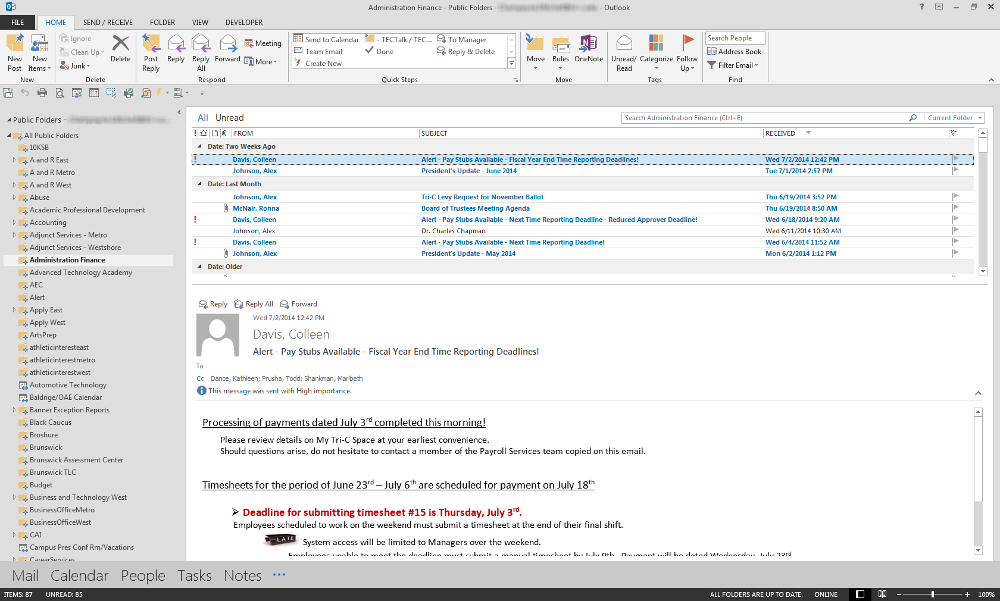 Administration Finance - Public Folders - - Outlook
FILE HOME SEND / RECEIVE FOLDER VIEW DEVELOPER
New Post
New Items
New
Ignore
Clean Up
Junk
Delete
Delete
Post Reply
Reply
Reply All
Forward
Meeting
More
Respond
Send to Calendar
Team Email
Create New
- TECTalk / TEC...
Done
To Manager
Reply & Delete
Quick Steps
Move
Rules
OneNote
Move
Unread/ Read
Categorize
Follow Up
Tags
Search People
Address Book
Filter Email
Find
Public Folders -
All Public Folders
10KSB
A and R East
A and R Metro
A and R West
Abuse
Academic Professional Development
Accounting
Adjunct Services - Metro
Adjunct Services - Westshore
Administration Finance
Advanced Technology Academy
AEC
Alert
Apply East
Apply West
ArtsPrep
athleticinteresteast
athleticinterestmetro
athleticinterestwest
Automotive Technology
Baldrige/OAE Calendar
Banner Exception Reports
Black Caucus
Broshure
Brunswick
Brunswick Assessment Center
Brunswick TLC
Budget
Business and Technology West
BusinessOfficeMetro
BusinessOfficeWest
CAI
Campus Pres Conf Rm/Vacations
CareerServices
All Unread
Search Administration Finance (Ctrl+E) Current Folder
! FROM SUBJECT RECEIVED
Date: Two Weeks Ago
! Davis, Colleen Alert - Pay Stubs Available - Fiscal Year End Time Reporting Deadlines! Wed 7/2/2014 12:42 PM
Johnson, Alex President's Update - June 2014 Tue 7/1/2014 2:57 PM
Date: Last Month
Johnson, Alex Tri-C Levy Request for November Ballot Thu 6/19/2014 3:52 PM
McNair, Ronna Board of Trustees Meeting Agenda Thu 6/19/2014 8:50 AM
! Davis, Colleen Alert - Pay Stubs Available - Next Time Reporting Deadline - Reduced Approver Deadline! Wed 6/18/2014 9:20 AM
Johnson, Alex Dr. Charles Chapman Wed 6/11/2014 10:30 AM
! Davis, Colleen Alert - Pay Stubs Available - Next Time Reporting Deadline! Wed 6/4/2014 11:52 AM
Johnson, Alex President's Update - May 2014 Mon 6/2/2014 1:12 PM
Date: Older
Reply Reply All Forward
Wed 7/2/2014 12:42 PM
Davis, Colleen
Alert - Pay Stubs Available - Fiscal Year End Time Reporting Deadlines!
To
Cc Dance, Kathleen; Prusha, Todd; Shankman, Maribeth
This message was sent with High importance.
Processing of payments dated July 3rd completed this morning!
Please review details on My Tri-C Space at your earliest convenience.
Should questions arise, do not hesitate to contact a member of the Payroll Services team copied on this email.
Timesheets for the period of June 23rd – July 6th are scheduled for payment on July 18th
Deadline for submitting timesheet #15 is Thursday, July 3rd.
Employees scheduled to work on the weekend must submit a timesheet at the end of their final shift.
LATE System access will be limited to Managers over the weekend.
Employees unable to meet the deadline must submit a manual timesheet by July 9th. Payment will be dated Wednesday, July 23rd
Mail Calendar People Tasks Notes ···
ITEMS: 87 UNREAD: 85 ALL FOLDERS ARE UP TO DATE. ONLINE 100%